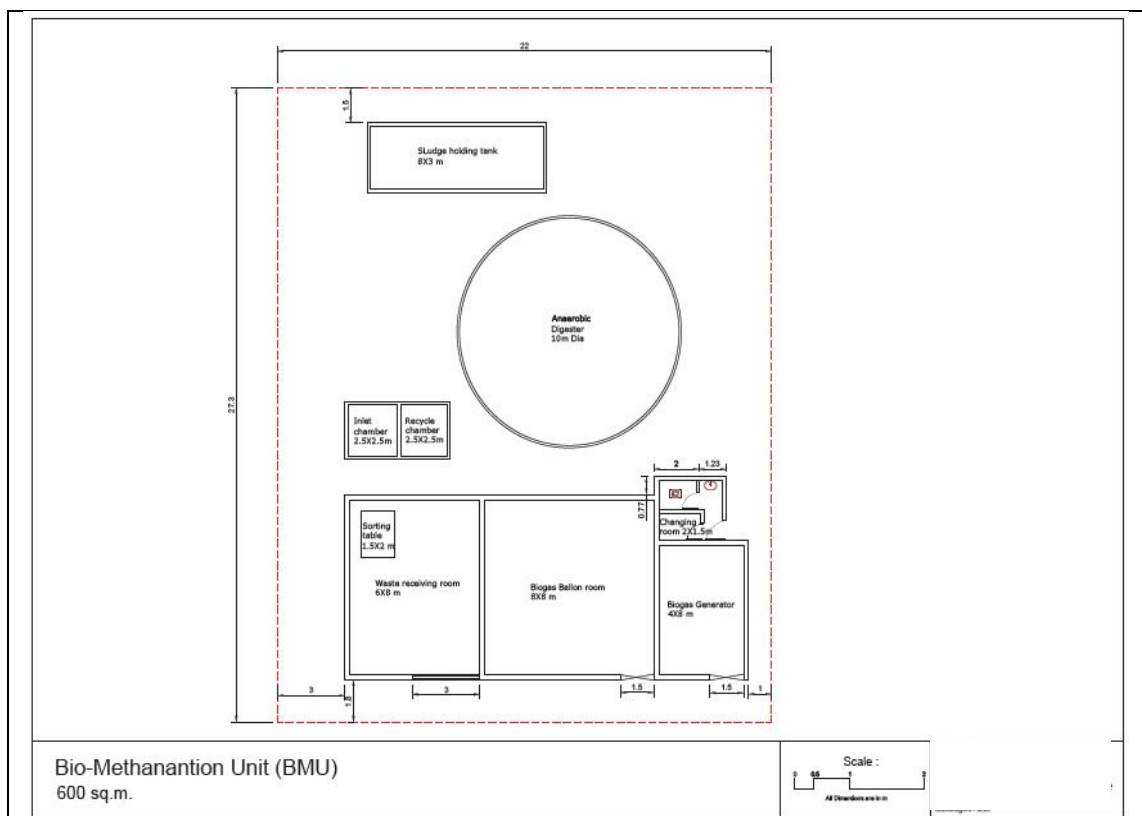 22
1.5
SLudge holding tank
8X3 m
Anaerobic
Digester
10m Dia
27.3
Inlet
chamber
2.5X2.5m
Recycle
chamber
2.5X2.5m
2
1.23
0.77
Changing
room 2X1.5m
Sorting
table
1.5X2 m
Waste receiving room
6X8 m
Biogas Ballon room
8X8 m
Biogas Generator
4X8 m
3
3
1.5
1.5
1
Bio-Methanantion Unit (BMU)
600 sq.m.
Scale :
0 0.5 1 2
All Dimensions are in m